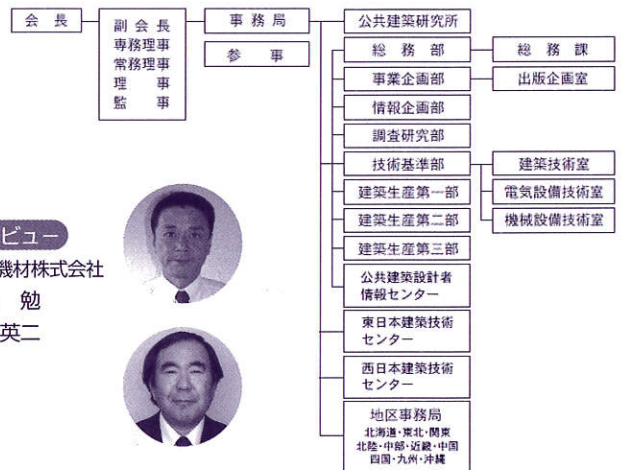 会長
副会長
専務理事
常務理事
理事
監事
事務局
参事
公共建築研究所
総務部
総務課
事業企画部
出版企画室
情報企画部
調査研究部
技術基準部
建築技術室
電気設備技術室
機械設備技術室
建築生産第一部
建築生産第二部
建築生産第三部
公共建築設計者
情報センター
東日本建築技術
センター
西日本建築技術
センター
地区事務局
北海道・東北・関東
北陸・中部・近畿・中国
四国・九州・沖縄
ビュー
機材株式会社
勉
英二